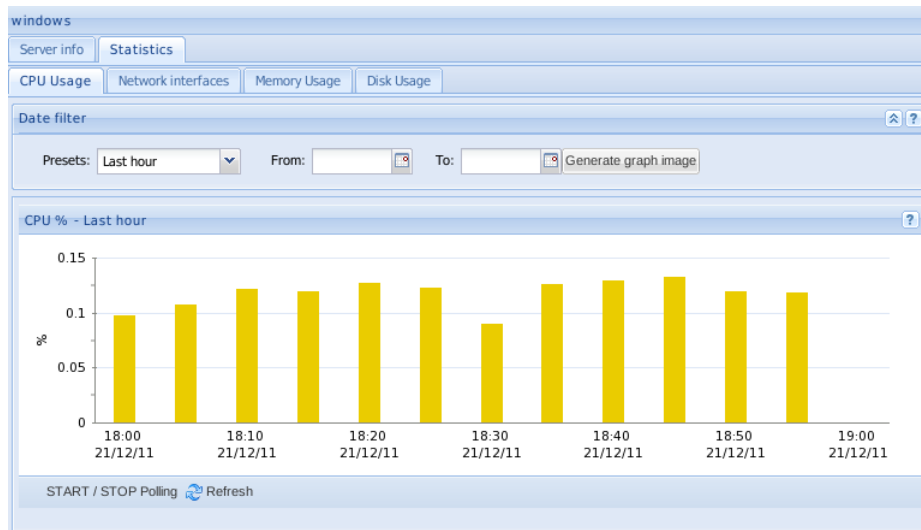 windows
Server info Statistics
CPU Usage Network interfaces Memory Usage Disk Usage
Date filter ?
Presets: Last hour From: To: Generate graph image
CPU % - Last hour ?
0.15
0.1
%
0.05
0
18:00 18:10 18:20 18:30 18:40 18:50 19:00
21/12/11 21/12/11 21/12/11 21/12/11 21/12/11 21/12/11 21/12/11
START / STOP Polling Refresh